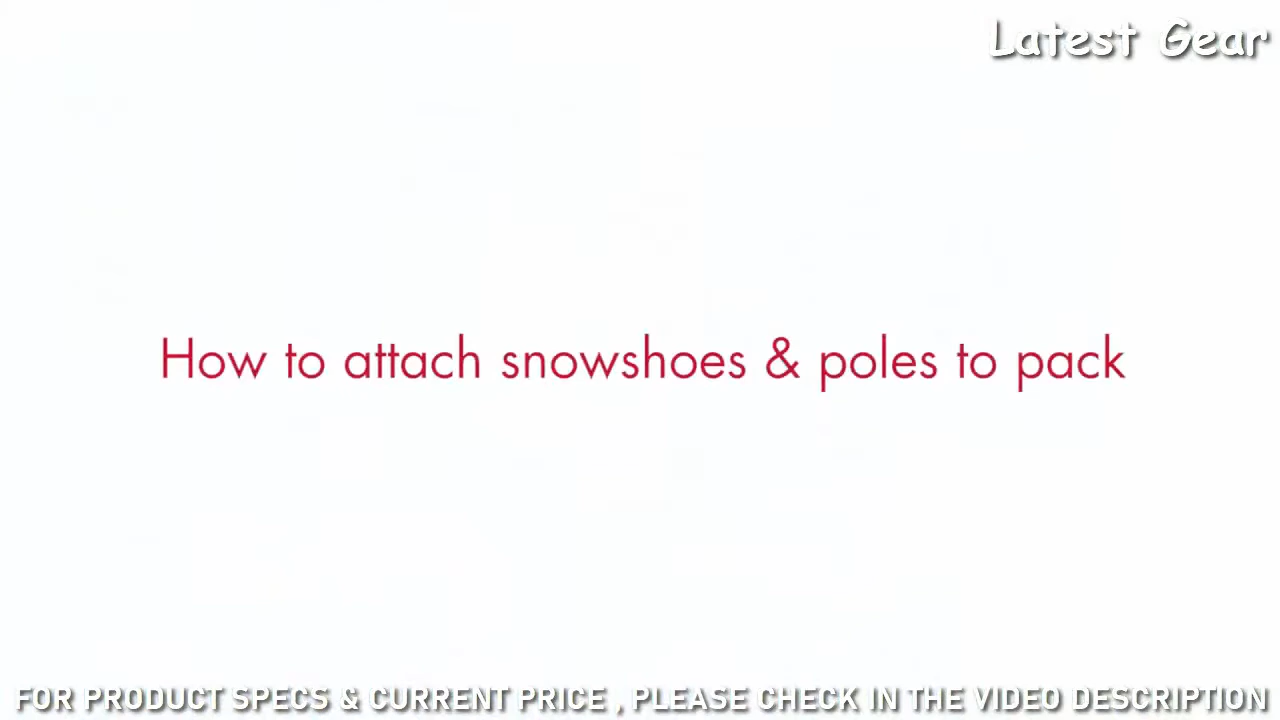 Latest Gear
How to attach snowshoes & poles to pack
FOR PRODUCT SPECS & CURRENT PRICE , PLEASE CHECK IN THE VIDEO DESCRIPTION